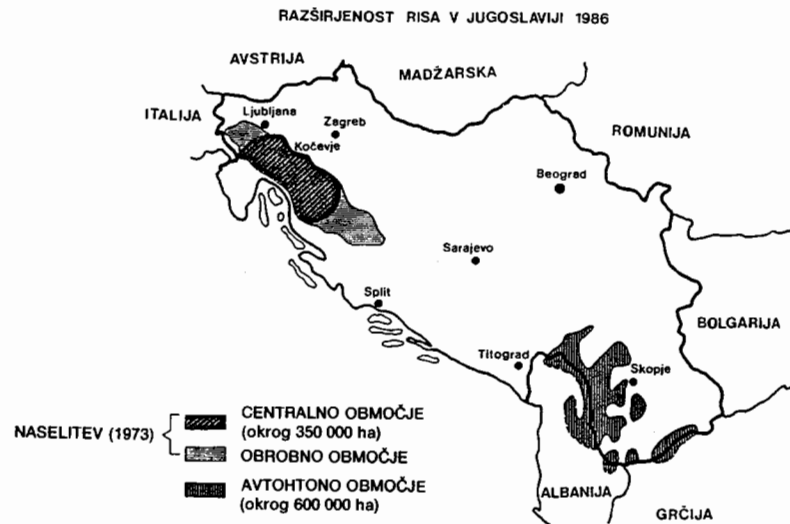 RAZŠIRJENOST RISA V JUGOSLAVIJI 1986
AVSTRIJA
MADŽARSKA
ITALIJA
Ljubljana
Zagreb
Kočevje
ROMUNIJA
Beograd
Sarajevo
Split
BOLGARIJA
Titograd
Skopje
NASELITEV (1973)
CENTRALNO OBMOČJE
(okrog 350 000 ha)
OBROBNO OBMOČJE
AVTOHTONO OBMOČJE
(okrog 600 000 ha)
ALBANIJA
GRČIJA